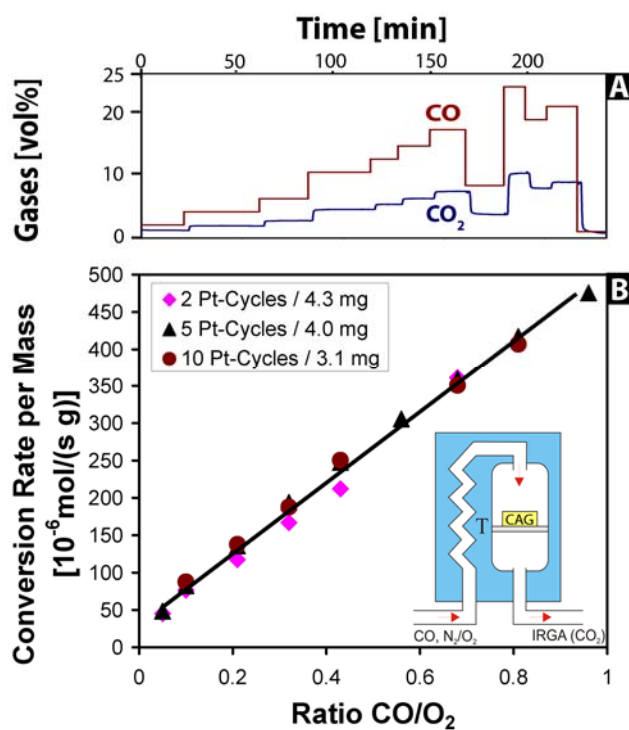 Time [min]
0 50 100 150 200
A
Gases [vol%]
25
20
10
0
CO
CO₂
B
Conversion Rate per Mass
[10⁻⁶mol/(s g)]
500
450
400
350
300
250
200
150
100
50
0
2 Pt-Cycles / 4.3 mg
5 Pt-Cycles / 4.0 mg
10 Pt-Cycles / 3.1 mg
T
CAG
CO, N₂/O₂
IRGA (CO₂)
0 0.2 0.4 0.6 0.8 1
Ratio CO/O₂